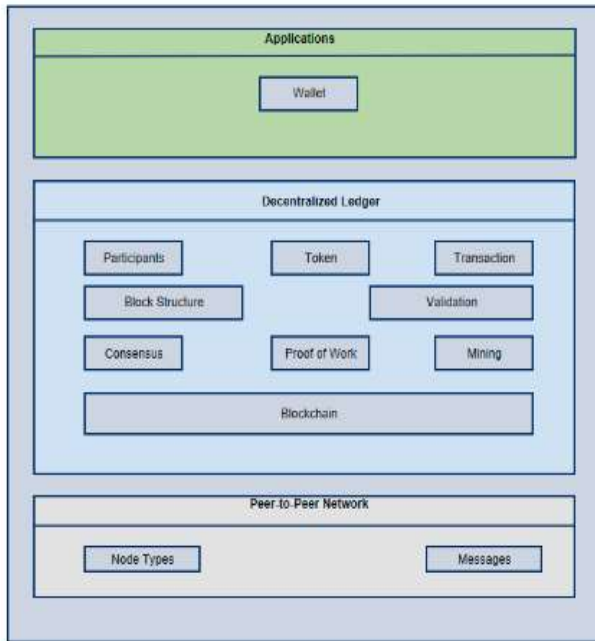 Applications
Wallet
Decentralized Ledger
Participants Token Transaction
Block Structure Validation
Consensus Proof of Work Mining
Blockchain
Peer-to-Peer Network
Node Types Messages